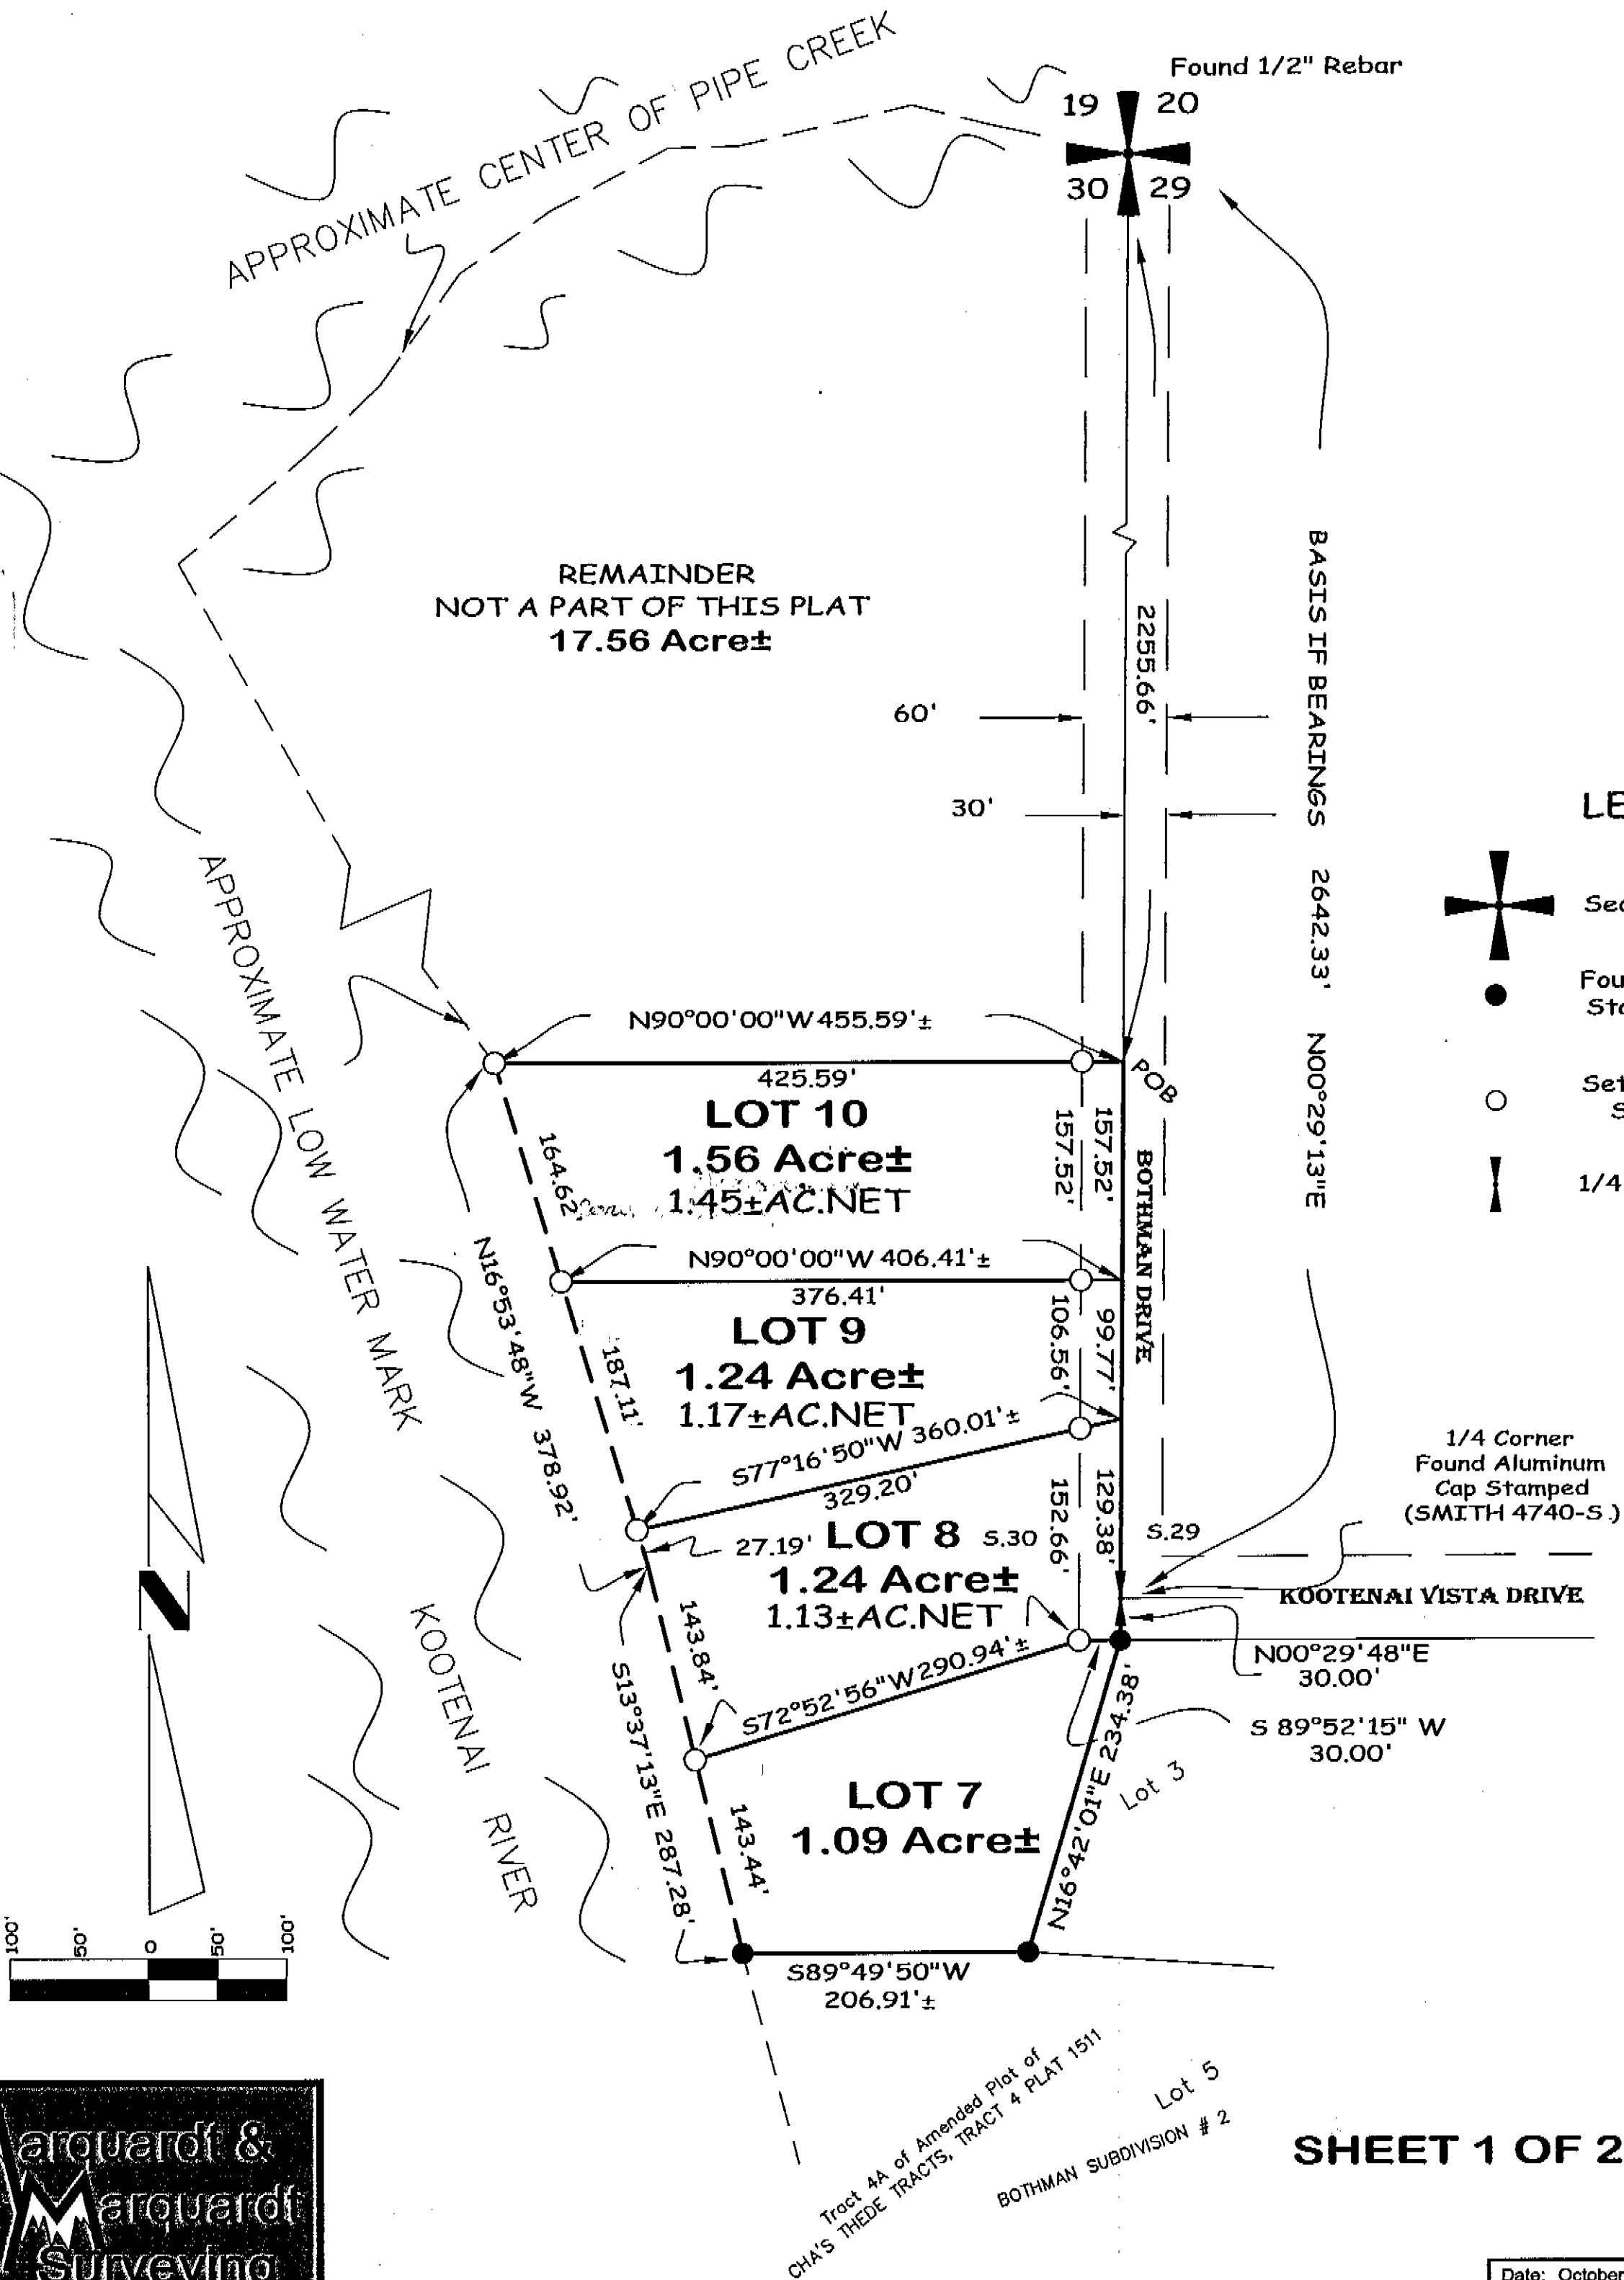 Found 1/2" Rebar
19 20
30 29
APPROXIMATE CENTER OF PIPE CREEK
REMAINDER
NOT A PART OF THIS PLAT
17.56 Acre±
2255.66'
60'
30'
BASIS IF BEARINGS 2642.33' N00°29'13"E
APPROXIMATE LOW WATER MARK
KOOTENAI RIVER
N90°00'00"W 455.59'±
425.59'
POB
LOT 10
1.56 Acre±
1.45±AC.NET
164.62'
157.52'
157.52'
BOTHMAN DRIVE
N16°53'48"W 378.92'
N90°00'00"W 406.41'±
376.41'
LOT 9
1.24 Acre±
1.17±AC.NET
187.11'
106.56'
99.77'
S77°16'50"W 360.01'±
329.20'
27.19'
LOT 8
S.30
S.29
1.24 Acre±
1.13±AC.NET
152.66'
129.38'
143.84'
S72°52'56"W 290.94'±
S13°37'13"E 287.28'
1/4 Corner
Found Aluminum
Cap Stamped
(SMITH 4740-S.)
KOOTENAI VISTA DRIVE
N00°29'48"E
30.00'
S 89°52'15" W
30.00'
LOT 7
1.09 Acre±
143.44'
N16°42'01"E 234.38'
Lot 3
S89°49'50"W
206.91'±
N
100' 50' 0 50' 100'
Tract 4A of Amended Plat of
CHA'S THEDE TRACTS, TRACT 4 PLAT 1511
Lot 5
BOTHMAN SUBDIVISION # 2
LE
Sec
Fou
Sta
Set
S
1/4
SHEET 1 OF 2
arquardt &
Marquardt
Surveying
Date: October